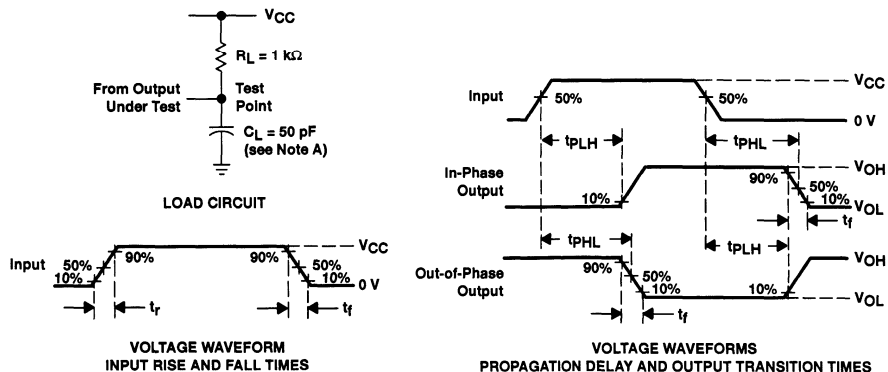 VCC
RL = 1 kΩ
From Output
Under Test
Test
Point
CL = 50 pF
(see Note A)
LOAD CIRCUIT
Input
50%
10%
90%
90%
VCC
50%
10%
0 V
tr
tf
VOLTAGE WAVEFORM
INPUT RISE AND FALL TIMES
Input
50%
50%
VCC
0 V
tPLH
tPHL
In-Phase
Output
10%
90%
VOH
50%
10%
VOL
tf
tPHL
tPLH
Out-of-Phase
Output
90%
50%
10%
10%
VOH
VOL
tf
VOLTAGE WAVEFORMS
PROPAGATION DELAY AND OUTPUT TRANSITION TIMES